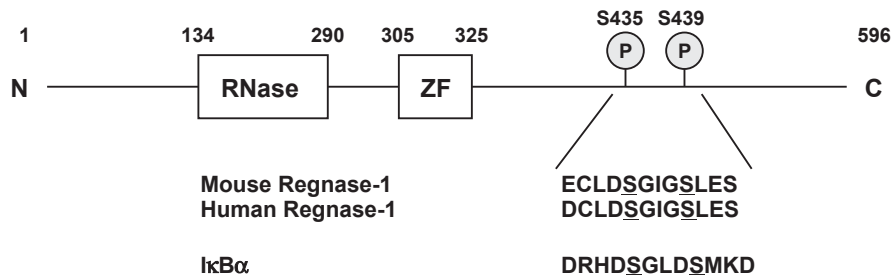 S435 S439
1 134 290 305 325 596
P P
N RNase ZF C
Mouse Regnase-1 ECLDSGIGSLES
Human Regnase-1 DCLDSGIGSLES
IκBα DRHDSGLDSMKD